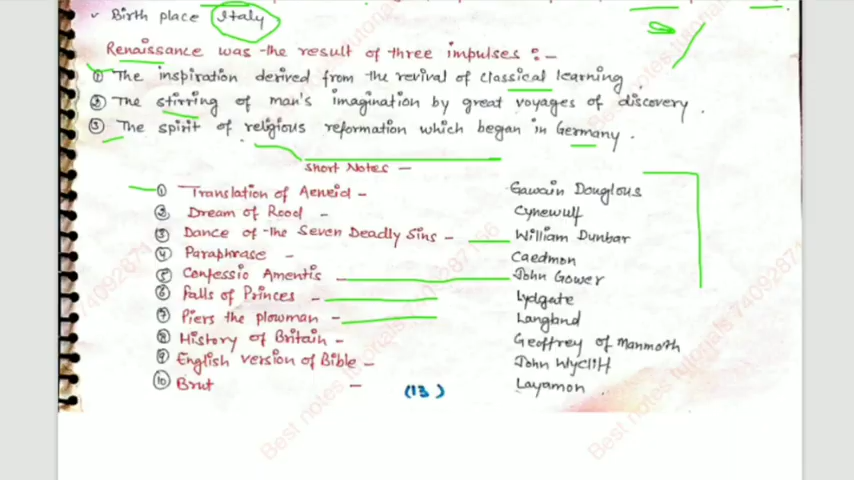 ✓ Birth place Italy
Renaissance was the result of three impulses :-
① The inspiration derived from the revival of classical learning
② The stirring of man's imagination by great voyages of discovery .
③ The spirit of religious reformation which began in Germany .
Short Notes -
① Translation of Aeneid - Gawain Douglous
② Dream of Rood - Cynewulf
③ Dance of the Seven Deadly Sins - William Dunbar
④ Paraphrase - Caedmon
⑤ Confessio Amentis John Gower
⑥ Falls of Princes - Lydgate
⑦ Piers the plowman - Langland
⑧ History of Britain - Geoffrey of Manmoth
⑨ English version of Bible - John Wycliff
⑩ Brut - Layamon
(13)
Best notes tutorials